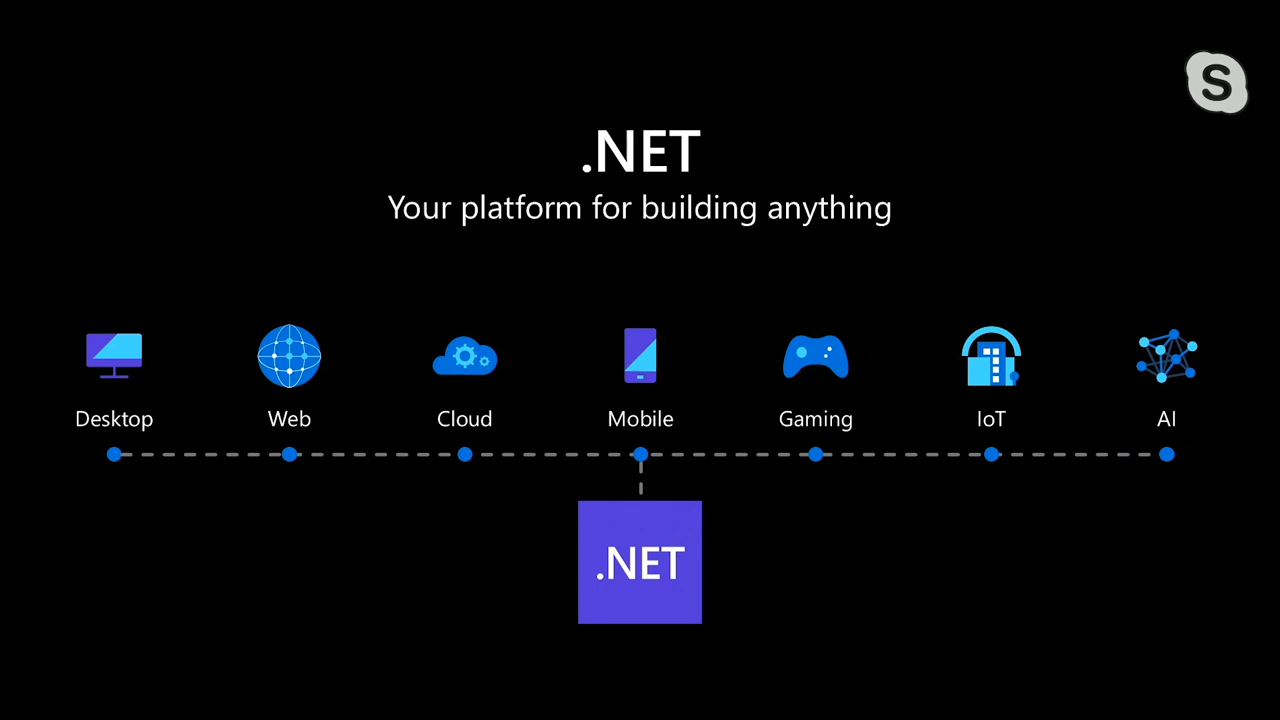 S
.NET
Your platform for building anything
Desktop
Web
Cloud
Mobile
Gaming
IoT
AI
.NET